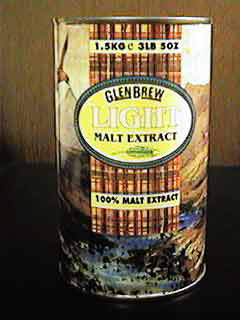 1.5KG ℮ 3LB 5OZ
GLENBREW
LIGHT
MALT EXTRACT
100% MALT EXTRACT